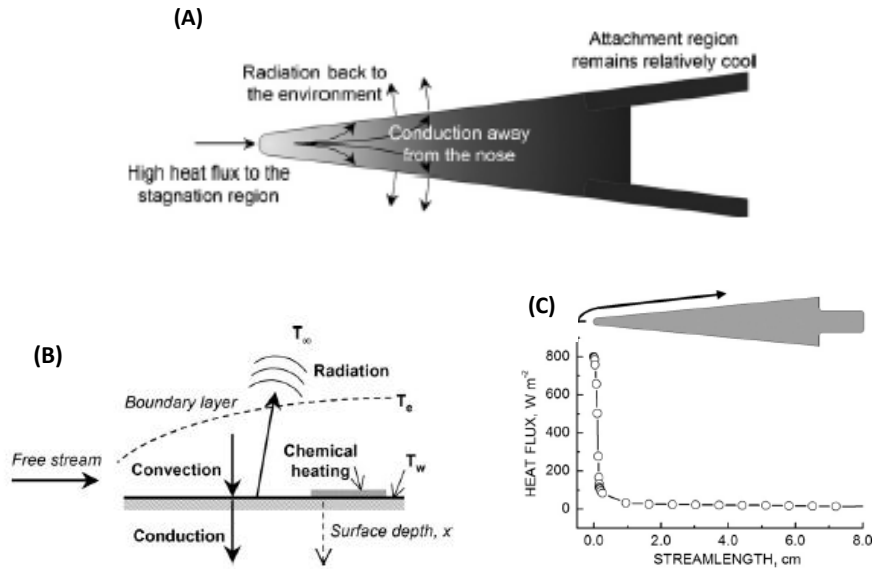 (A)
Radiation back to
the environment
Attachment region
remains relatively cool
Conduction away
from the nose
High heat flux to the
stagnation region
(B)
T∞
Radiation
Boundary layer
Te
Free stream
Convection
Chemical
heating
Tw
Conduction
Surface depth, x
(C)
HEAT FLUX, W m⁻²
800
600
400
200
0
0.0 2.0 4.0 6.0 8.0
STREAMLENGTH, cm